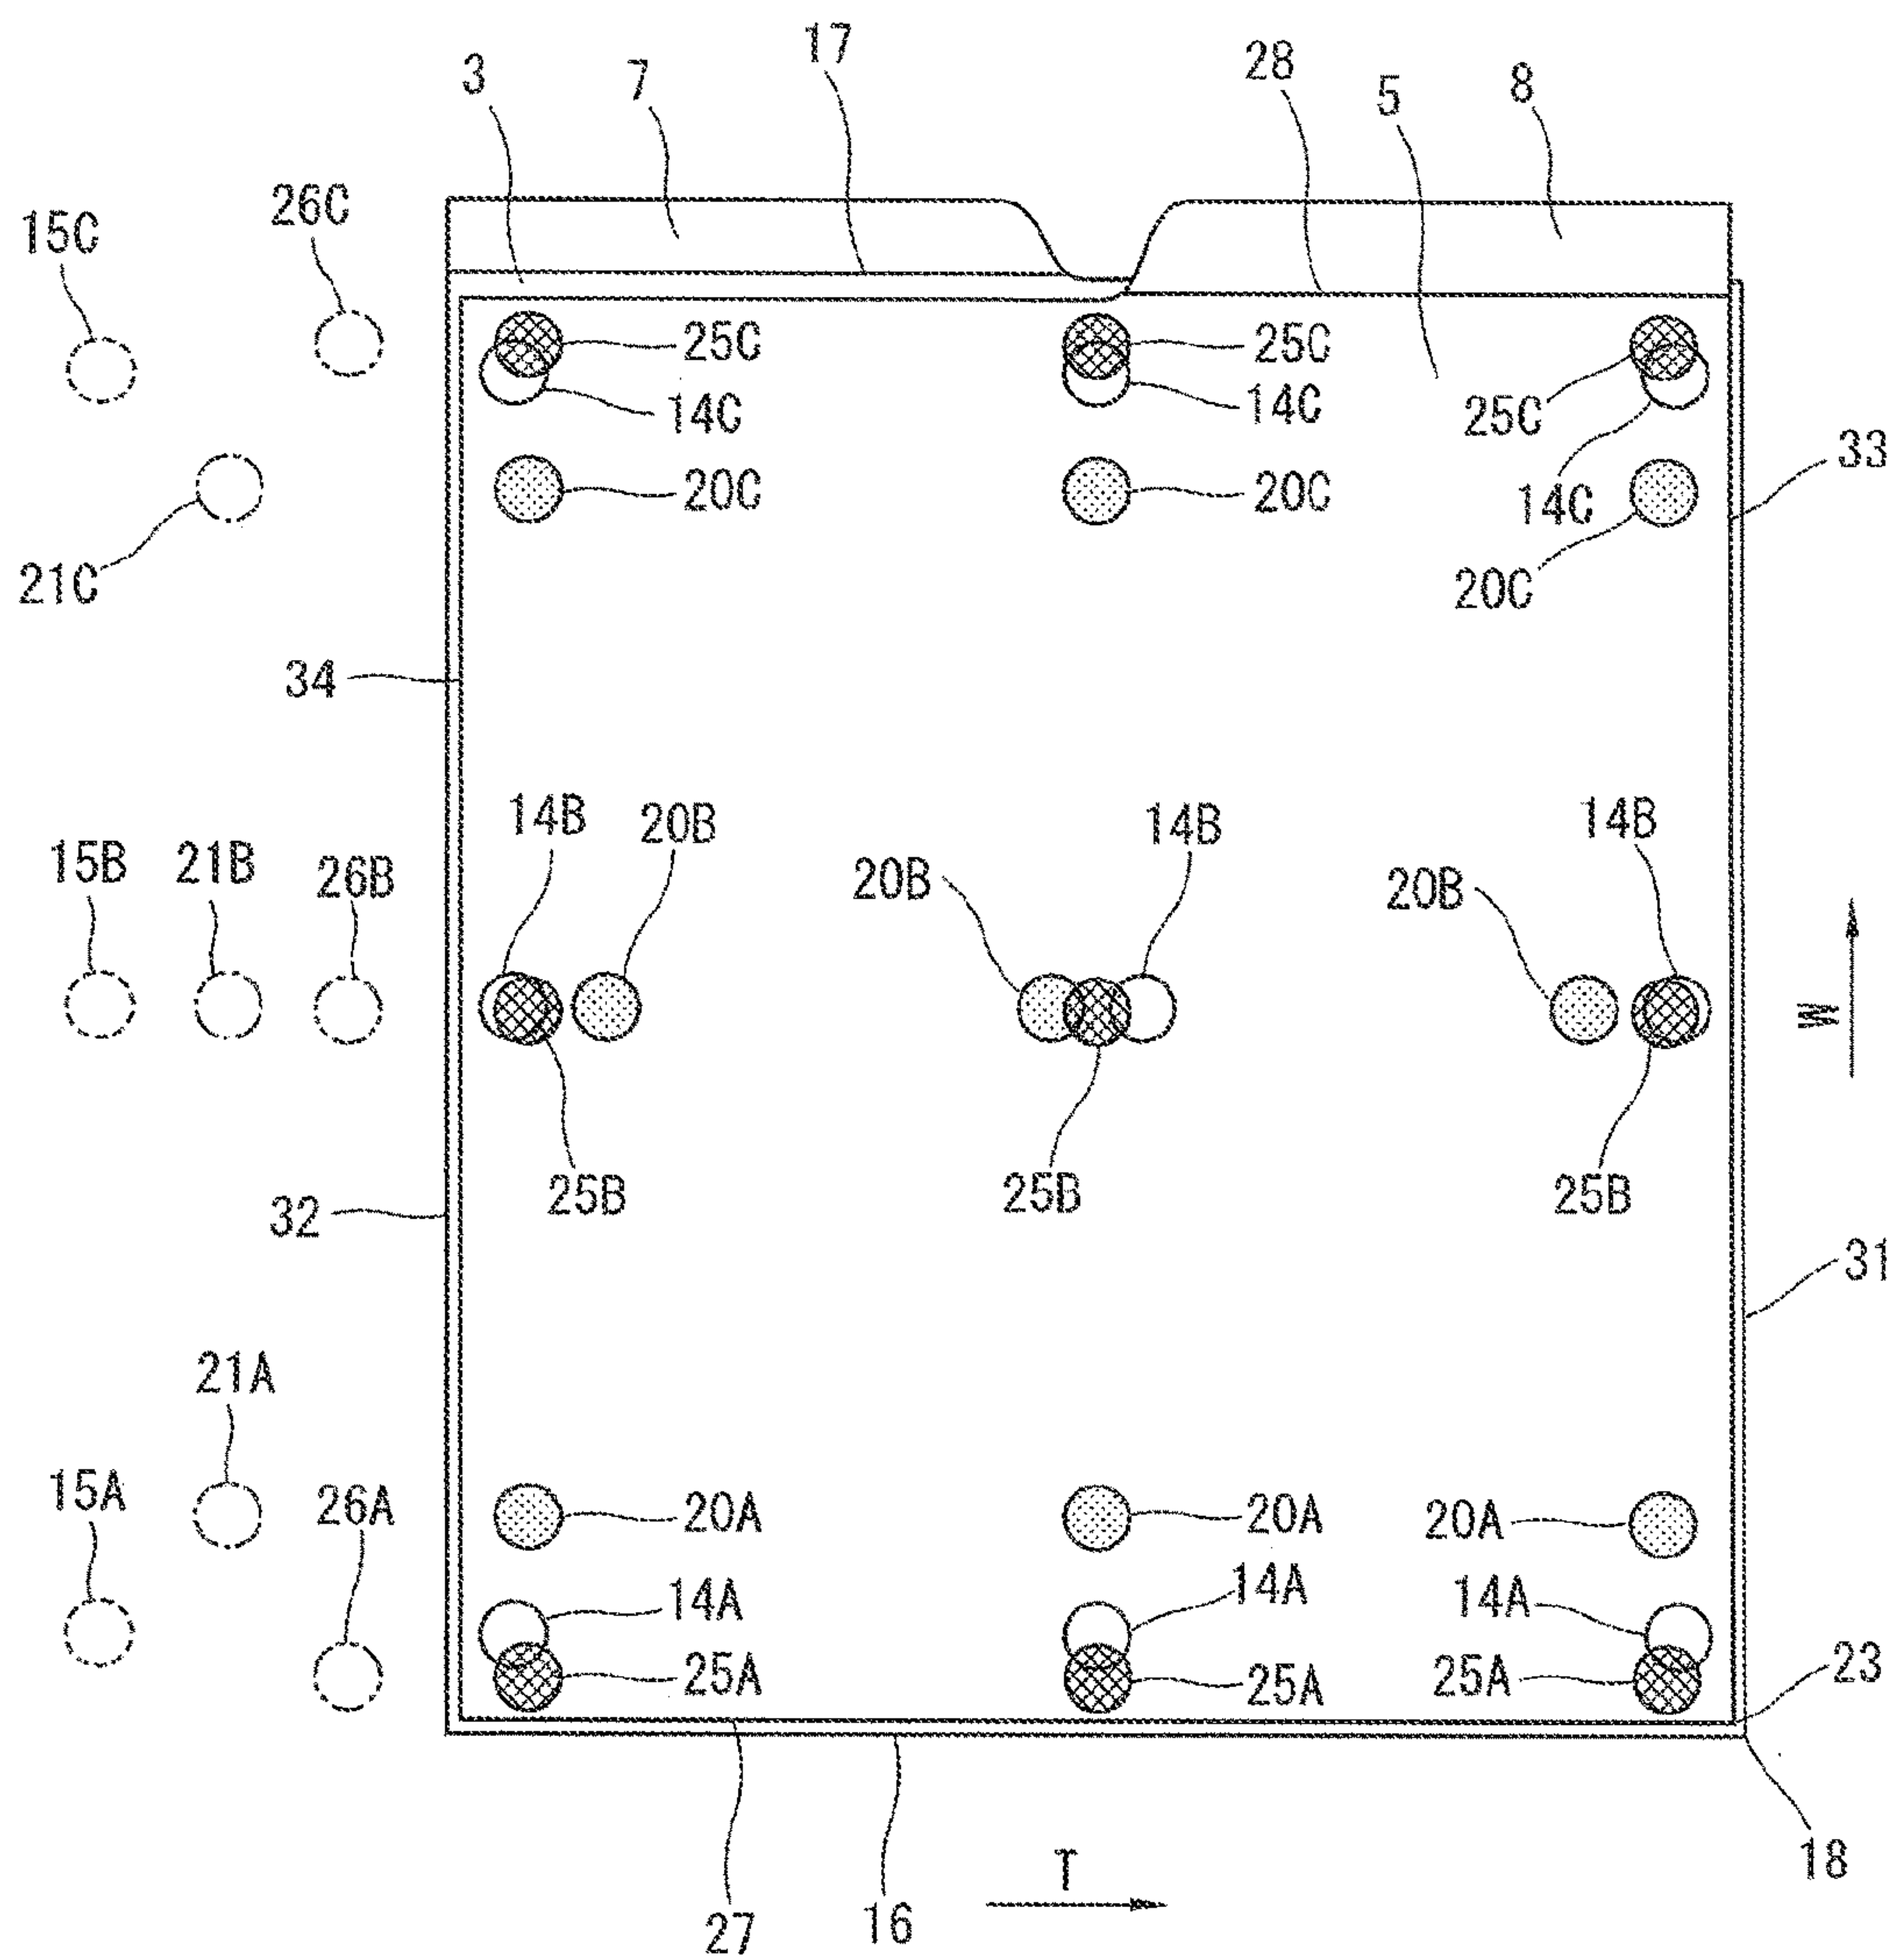 3 7 17 28 5 8
15C 26C
25C 25C 25C
14C 14C 14C
33
20C 20C 20C
21C
34
14B 20B 14B 14B
15B 21B 26B 20B 20B
W
25B 25B 25B
32
31
21A
15A 26A
20A 20A 20A
14A 14A 14A
25A 25A 25A 23
18
T
27 16